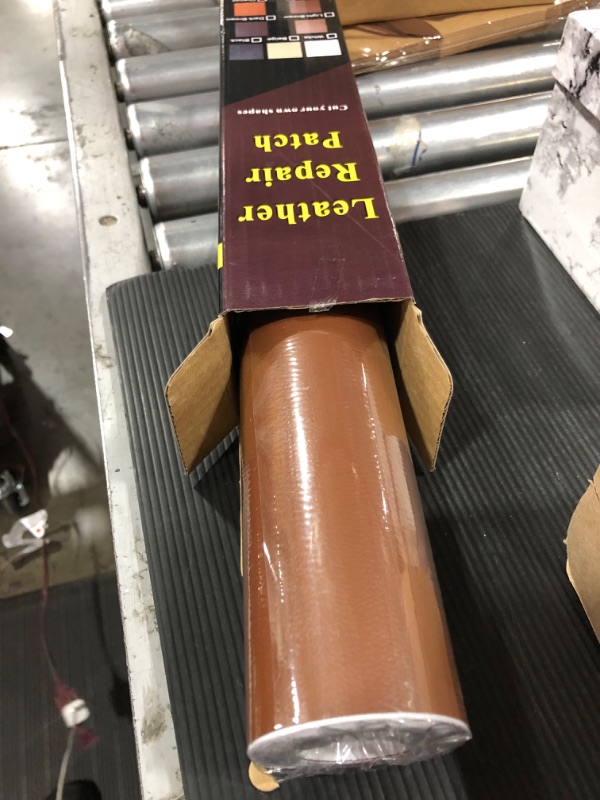 Leather
Repair
Patch
Cut your own shapes
White
Beige
Black
Light Brown
Dark Brown